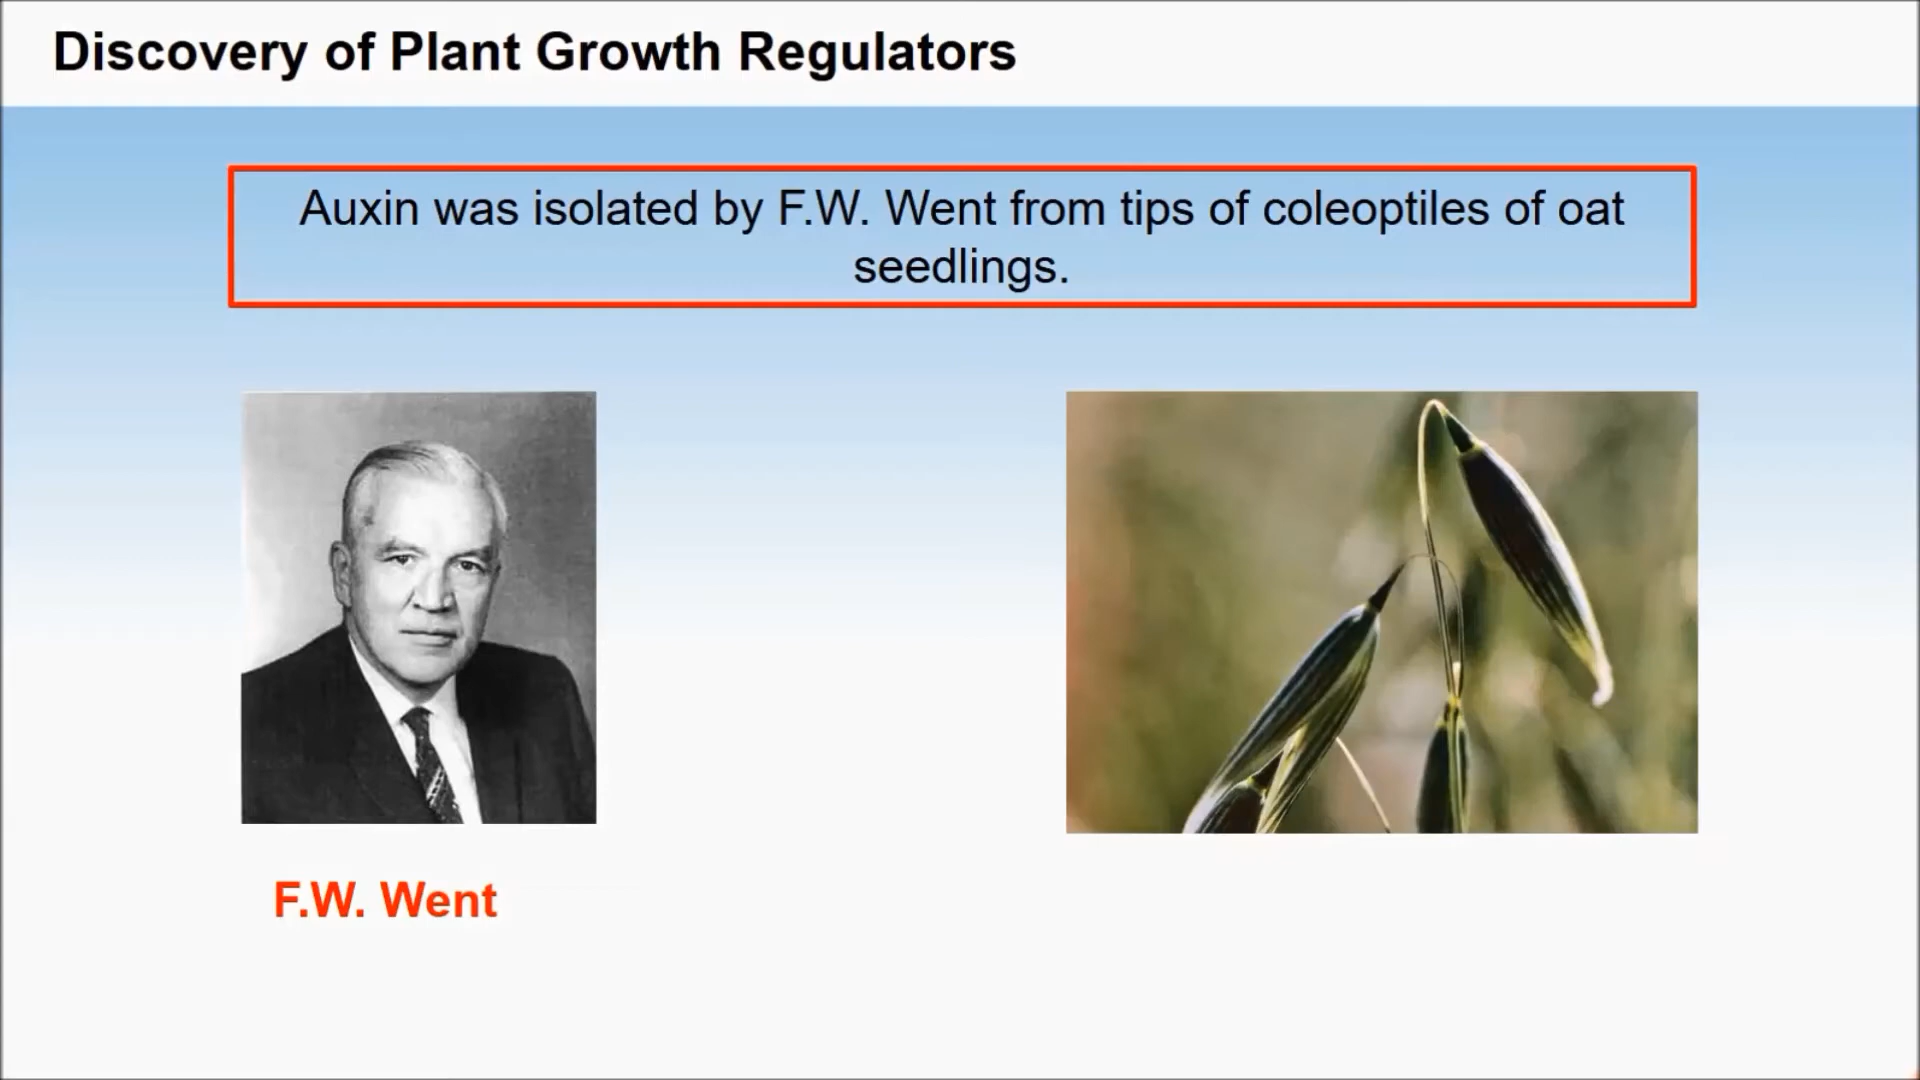 Discovery of Plant Growth Regulators
Auxin was isolated by F.W. Went from tips of coleoptiles of oat
seedlings.
F.W. Went